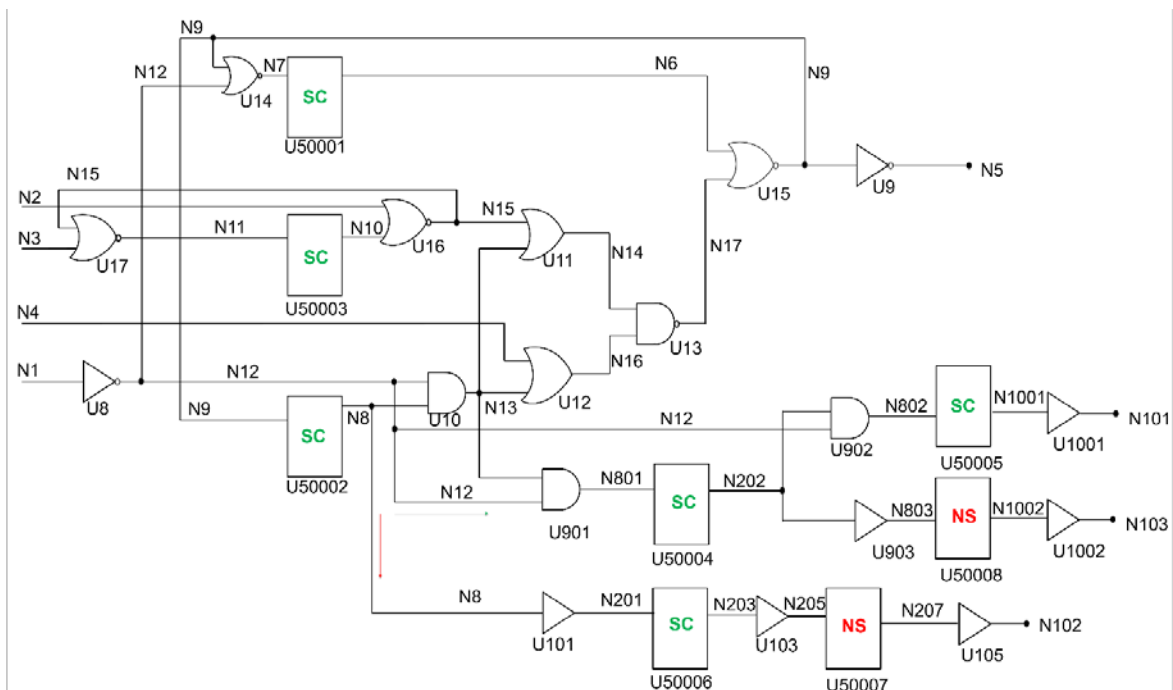 N9
N12
N7
SC
U14
U50001
N6
N9
U15
U9
N5
N15
N2
N3
N11
U17
SC
U50003
N10
U16
N15
U11
N14
N17
N4
U13
N16
U12
N1
U8
N12
N9
SC
U50002
N8
U10
N13
N12
N12
U901
N801
SC
U50004
N202
U902
N802
SC
U50005
N1001
U1001
N101
N803
U903
NS
U50008
N1002
U1002
N103
N8
U101
N201
SC
U50006
N203
U103
N205
NS
U50007
N207
U105
N102